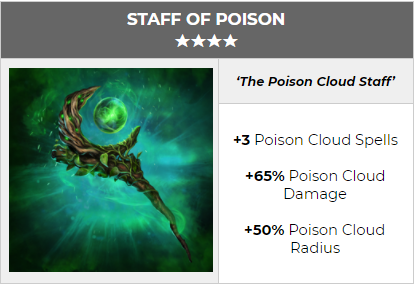 STAFF OF POISON
★★★★
‘The Poison Cloud Staff’
+3 Poison Cloud Spells
+65% Poison Cloud
Damage
+50% Poison Cloud
Radius